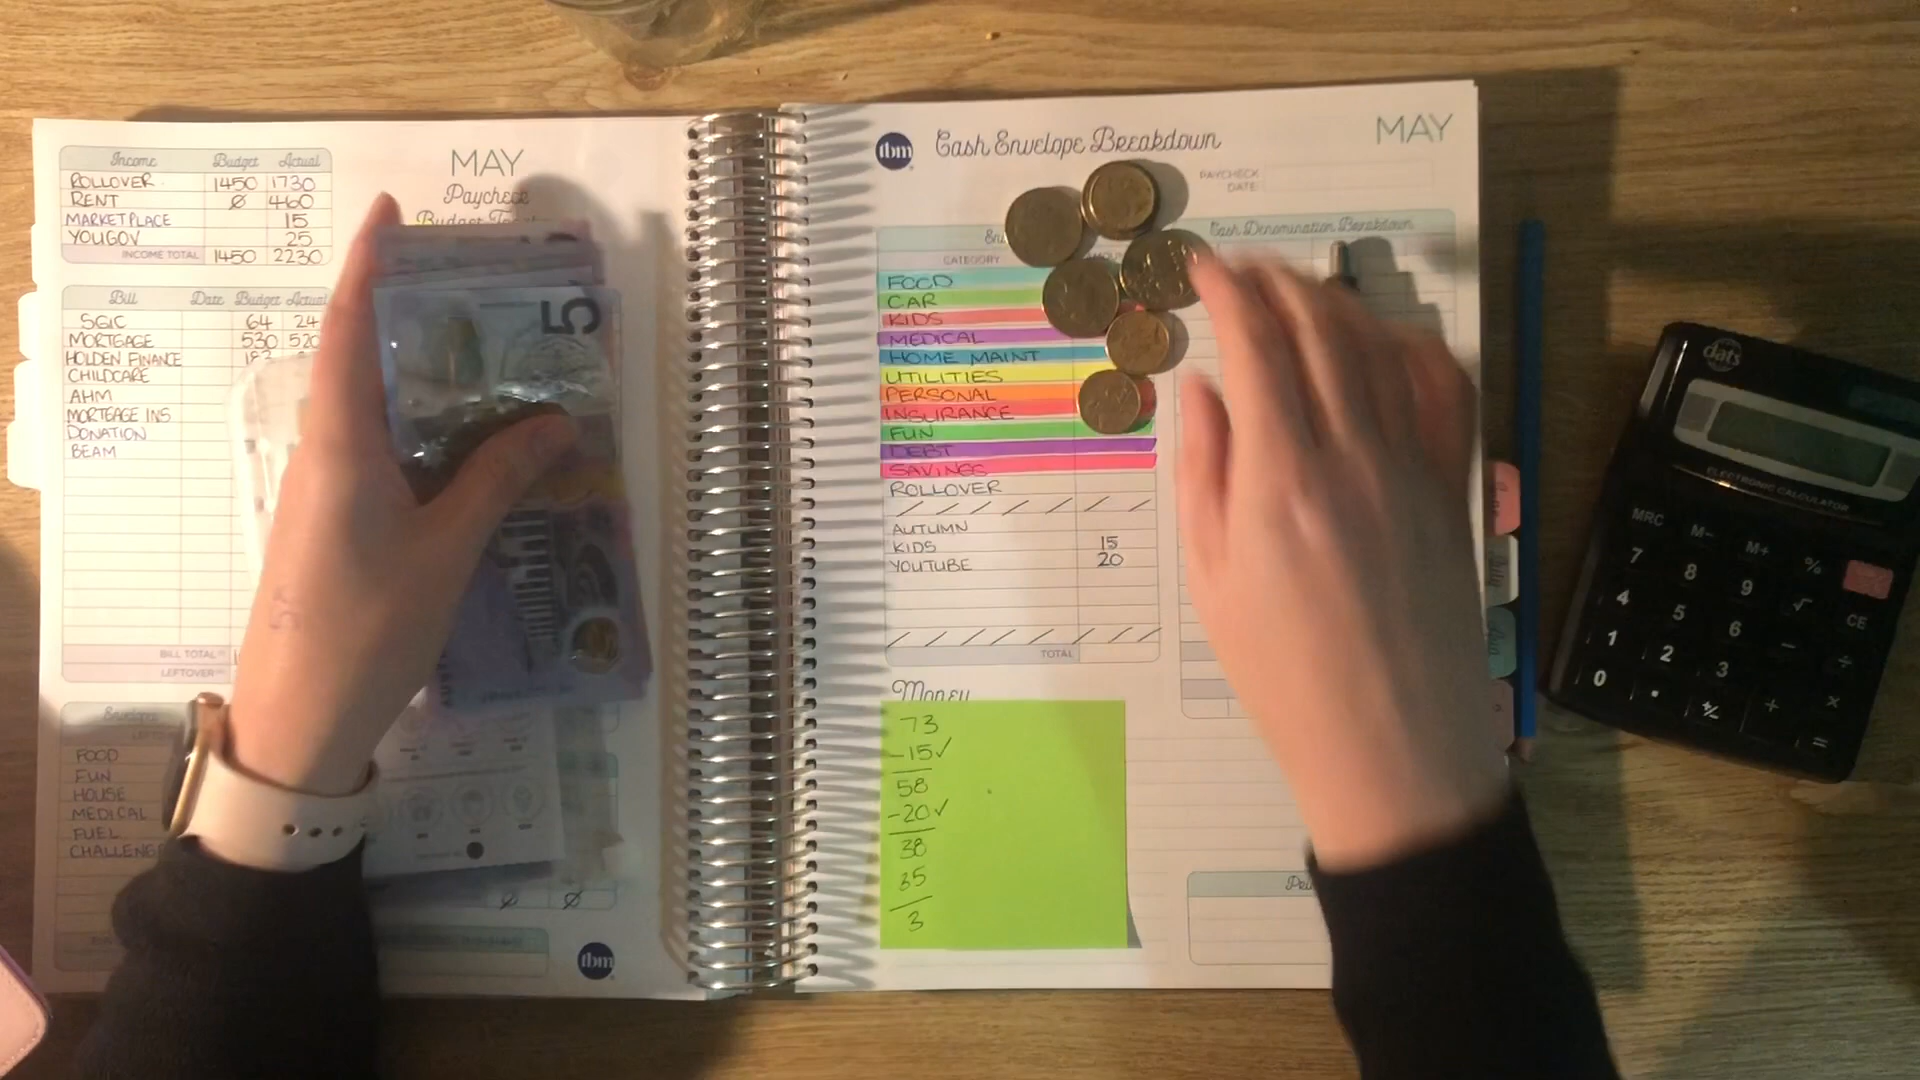 MAY
Paycheck
Income Budget Actual
ROLLOVER 1450 1730
RENT Ø 460
MARKETPLACE 15
YOUGOV 25
INCOME TOTAL 1450 2230
Bill Date Budget Actual
SGIC 64 24
MORTGAGE 530 520
HOLDEN FINANCE
CHILDCARE
AHM
MORTGAGE INS
DONATION
BEAM
BILL TOTAL
LEFTOVER
FOOD
FUN
HOUSE
MEDICAL
FUEL
CHALLENGE
Ø Ø
tbm
5
tbm
Cash Envelope Breakdown
MAY
PAYCHECK
DATE:
Cash Denomination Breakdown
CATEGORY
FOOD
CAR
KIDS
MEDICAL
HOME MAINT
UTILITIES
PERSONAL
INSURANCE
FUN
DEBT
SAVINGS
ROLLOVER
AUTUMN
KIDS 15
YOUTUBE 20
TOTAL
Money
73
-15✓
58
-20✓
38
35
3
dats
ELECTRONIC CALCULATOR
MRC M- M+ % √
7 8 9 CE
4 5 6 - ÷
1 2 3 + ×
0 . +/- =